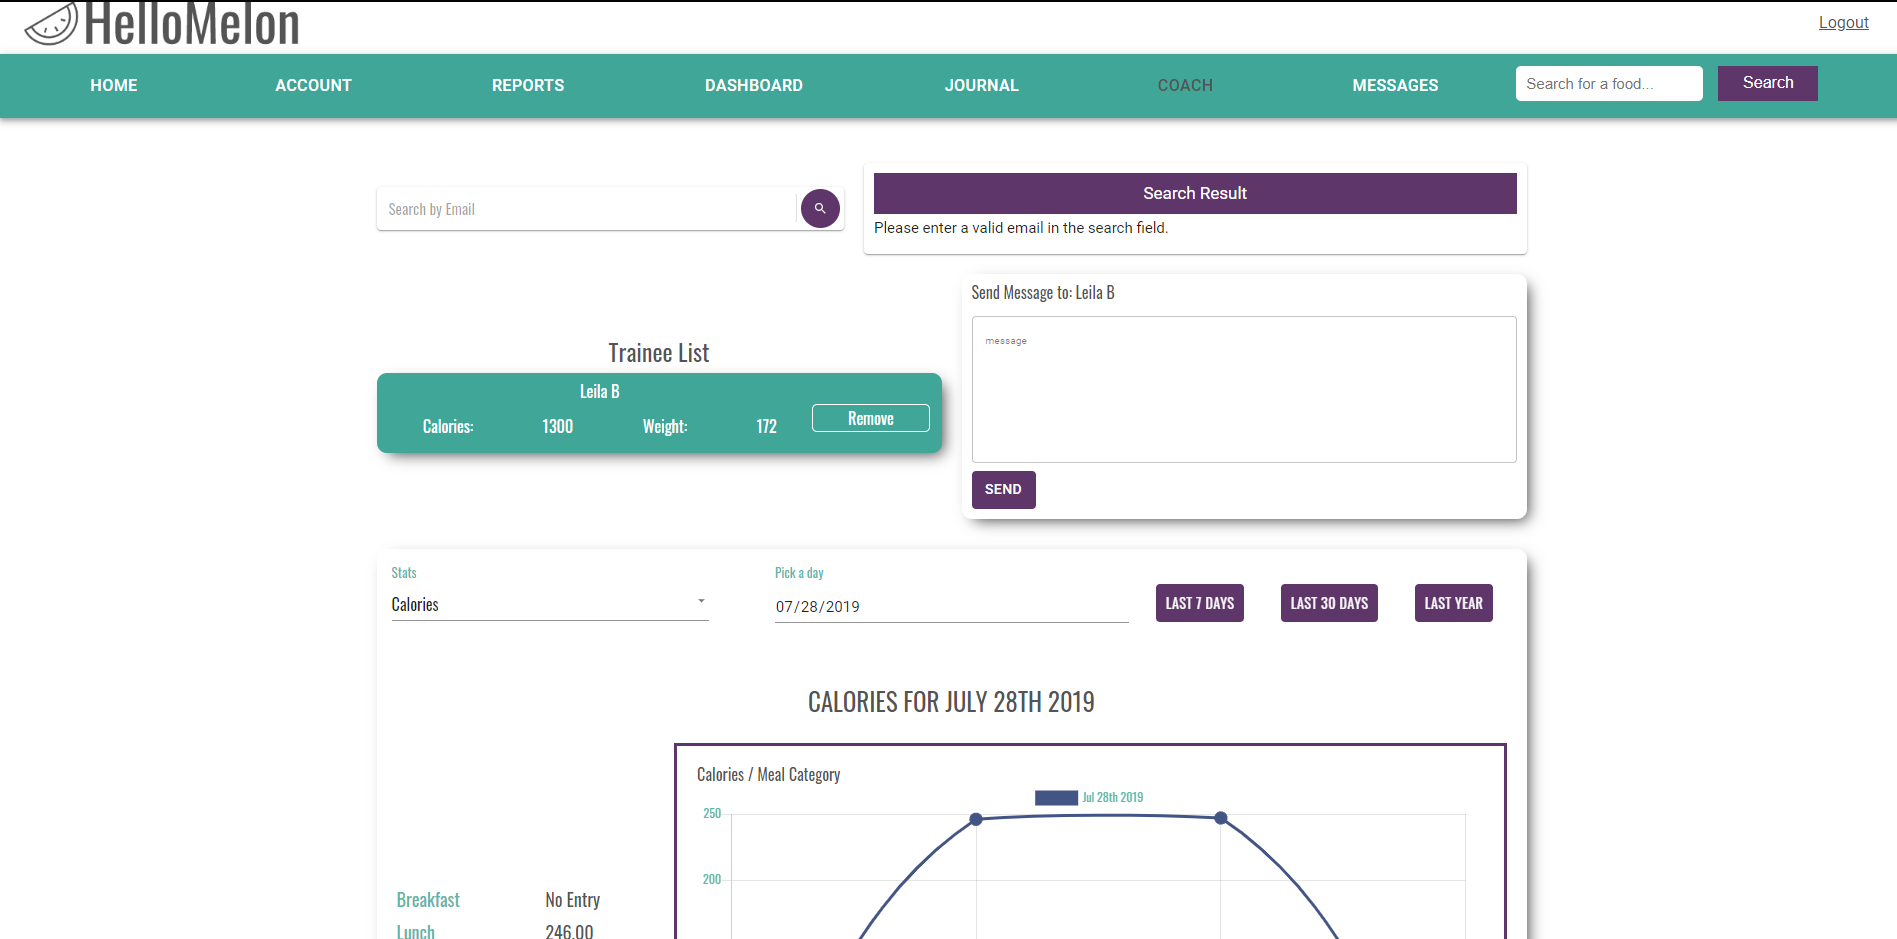 HelloMelon
Logout
HOME ACCOUNT REPORTS DASHBOARD JOURNAL COACH MESSAGES Search for a food... Search
Search by Email
Search Result
Please enter a valid email in the search field.
Send Message to: Leila B
message
SEND
Trainee List
Leila B
Calories: 1300 Weight: 172 Remove
Stats
Calories
Pick a day
07/28/2019
LAST 7 DAYS LAST 30 DAYS LAST YEAR
CALORIES FOR JULY 28TH 2019
Calories / Meal Category
Jul 28th 2019
250
200
Breakfast No Entry
Lunch 246.00